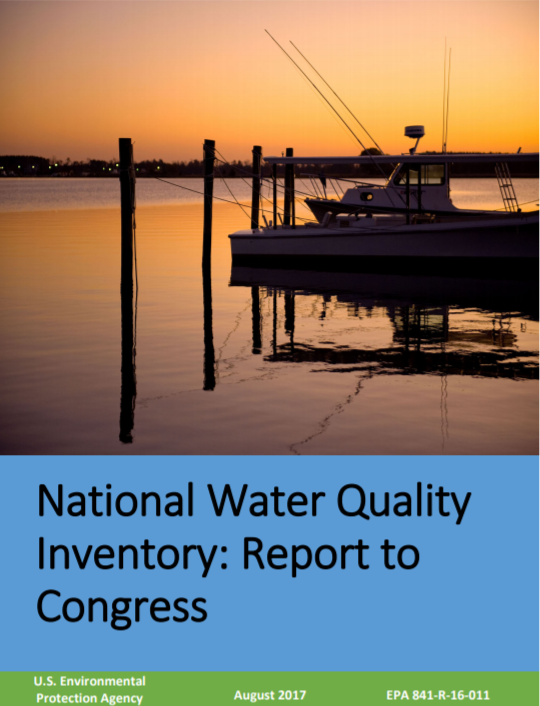 National Water Quality
Inventory: Report to
Congress
U.S. Environmental
Protection Agency
August 2017
EPA 841-R-16-011